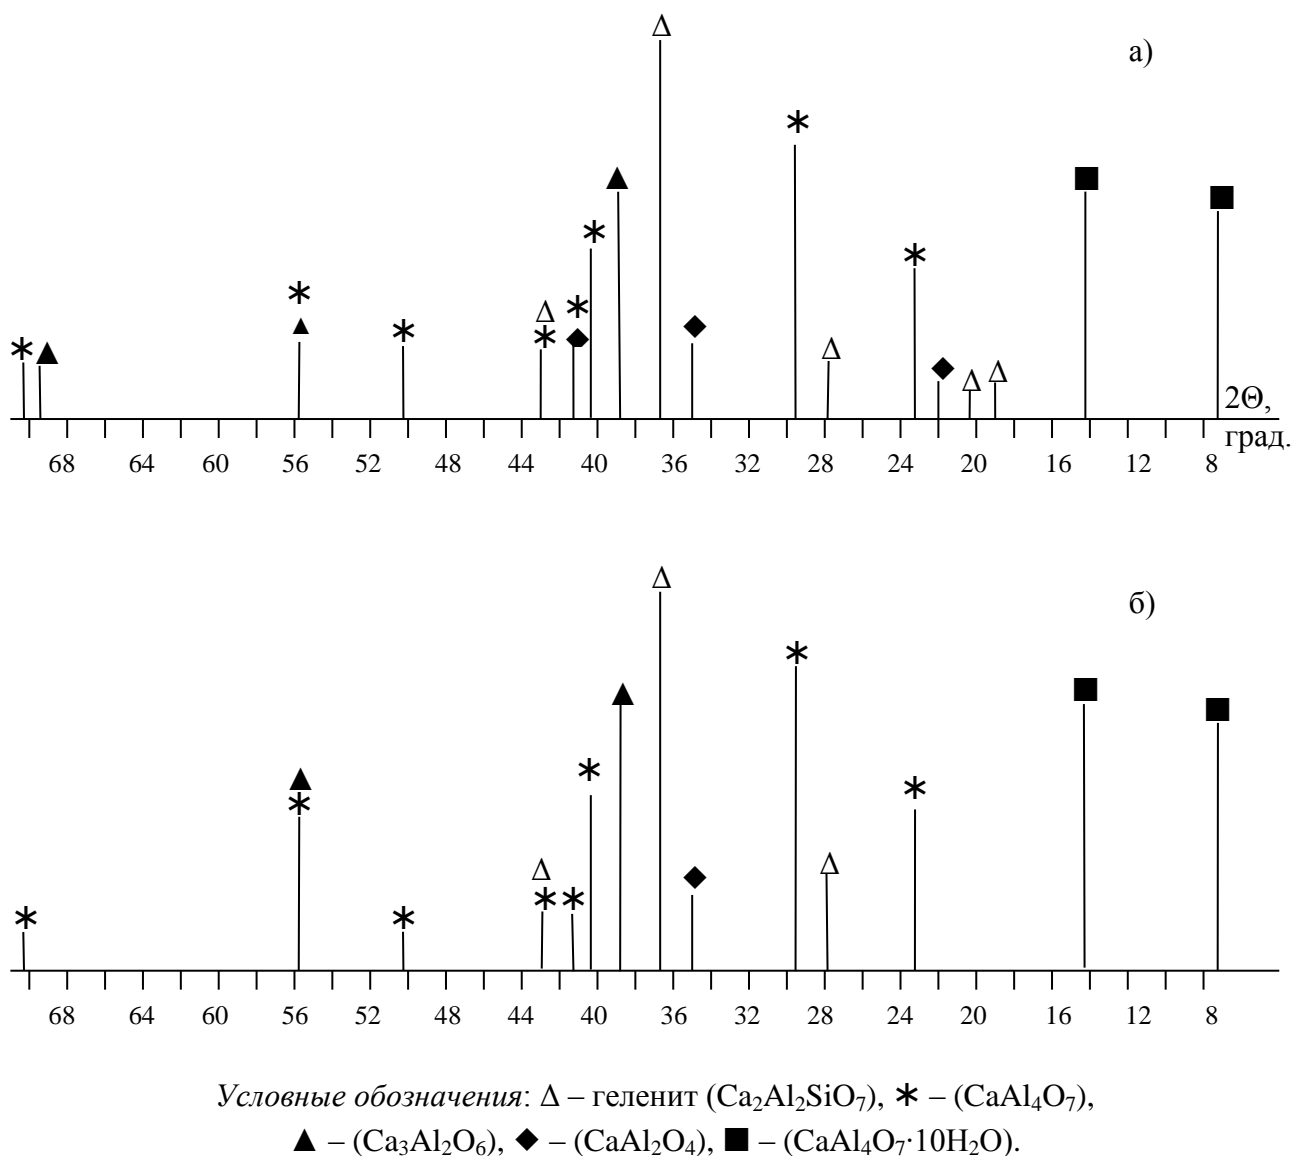 Δ
а)
∗
▲
■
■
∗
∗
∗
Δ
∗
▲
∗
◆
Δ
∗
∗
◆
Δ
∗
▲
◆
Δ
Δ
2Θ,
град.
68 64 60 56 52 48 44 40 36 32 28 24 20 16 12 8
Δ
б)
∗
▲
■
■
▲
∗
∗
∗
Δ
◆
Δ
∗
∗
∗
∗
68 64 60 56 52 48 44 40 36 32 28 24 20 16 12 8
Условные обозначения: Δ – геленит (Ca₂Al₂SiO₇), ∗ – (CaAl₄O₇),
▲ – (Ca₃Al₂O₆), ◆ – (CaAl₂O₄), ■ – (CaAl₄O₇·10H₂O).